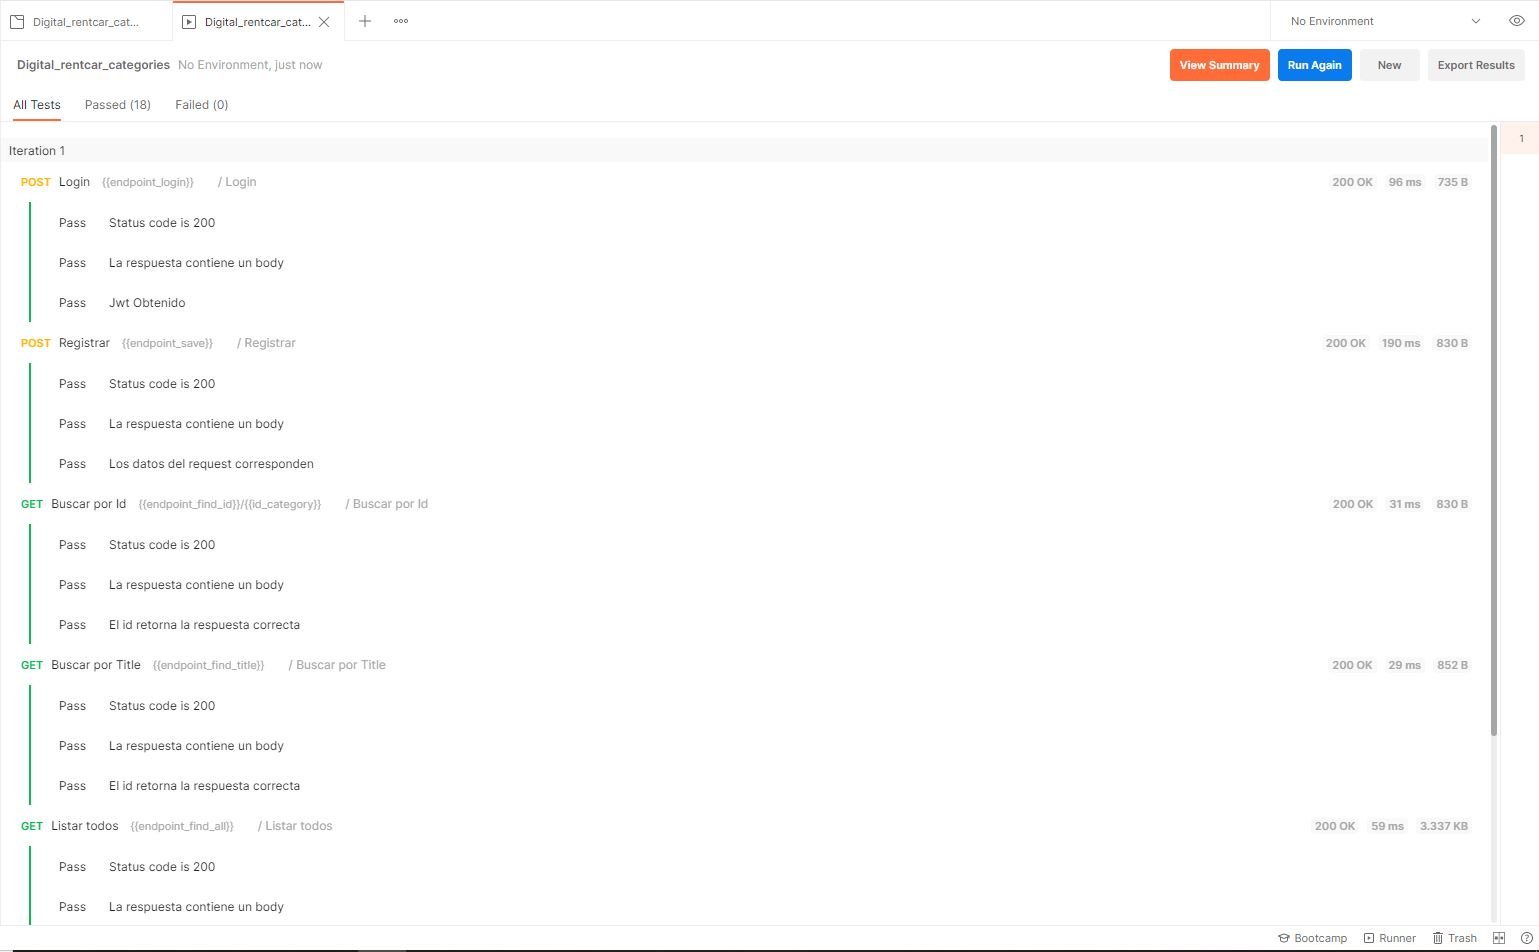 Digital_rentcar_cat... Digital_rentcar_cat... No Environment
Digital_rentcar_categories No Environment, just now View Summary Run Again New Export Results
All Tests Passed (18) Failed (0)
Iteration 1 1
POST Login {{endpoint_login}} / Login 200 OK 96 ms 735 B
Pass Status code is 200
Pass La respuesta contiene un body
Pass Jwt Obtenido
POST Registrar {{endpoint_save}} / Registrar 200 OK 190 ms 830 B
Pass Status code is 200
Pass La respuesta contiene un body
Pass Los datos del request corresponden
GET Buscar por Id {{endpoint_find_id}}/{{id_category}} / Buscar por Id 200 OK 31 ms 830 B
Pass Status code is 200
Pass La respuesta contiene un body
Pass El id retorna la respuesta correcta
GET Buscar por Title {{endpoint_find_title}} / Buscar por Title 200 OK 29 ms 852 B
Pass Status code is 200
Pass La respuesta contiene un body
Pass El id retorna la respuesta correcta
GET Listar todos {{endpoint_find_all}} / Listar todos 200 OK 59 ms 3.337 KB
Pass Status code is 200
Pass La respuesta contiene un body
Bootcamp Runner Trash